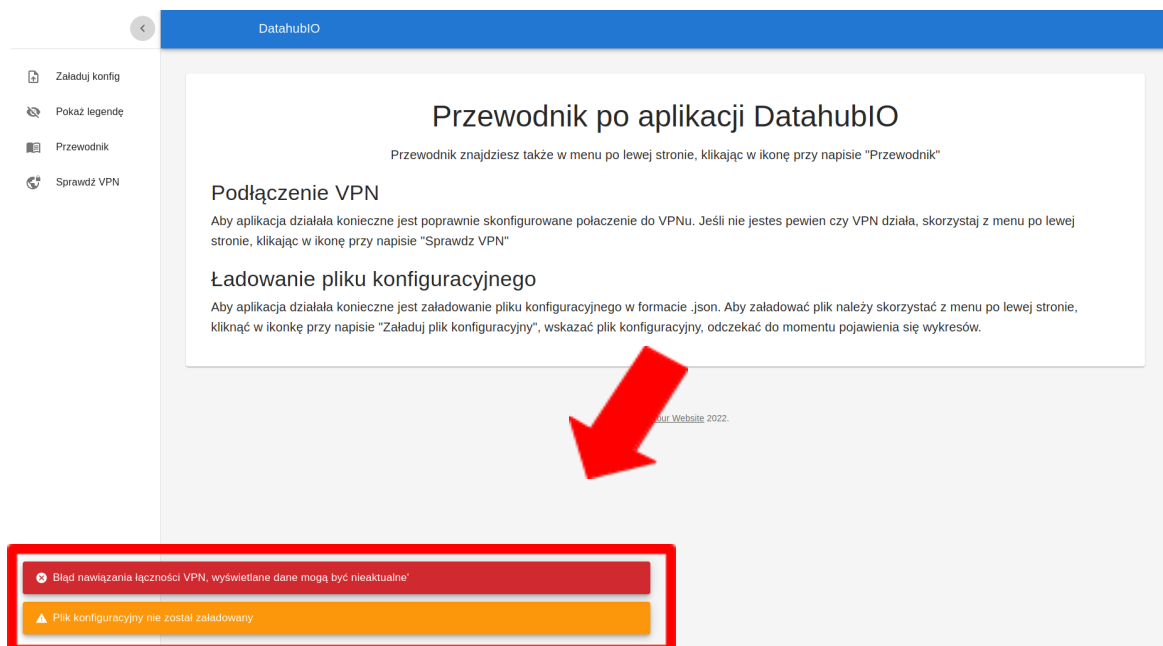 DatahubIO
Załaduj konfig
Pokaż legendę
Przewodnik
Sprawdź VPN
Przewodnik po aplikacji DatahubIO
Przewodnik znajdziesz także w menu po lewej stronie, klikając w ikonę przy napisie "Przewodnik"
Podłączenie VPN
Aby aplikacja działała konieczne jest poprawnie skonfigurowane połaczenie do VPNu. Jeśli nie jestes pewien czy VPN działa, skorzystaj z menu po lewej
stronie, klikając w ikonę przy napisie "Sprawdz VPN"
Ładowanie pliku konfiguracyjnego
Aby aplikacja działała konieczne jest załadowanie pliku konfiguracyjnego w formacie .json. Aby załadować plik należy skorzystać z menu po lewej stronie,
kliknąć w ikonkę przy napisie "Załaduj plik konfiguracyjny", wskazać plik konfiguracyjny, odczekać do momentu pojawienia się wykresów.
Website 2022.
Błąd nawiązania łączności VPN, wyświetlane dane mogą być nieaktualne'
Plik konfiguracyjny nie został załadowany